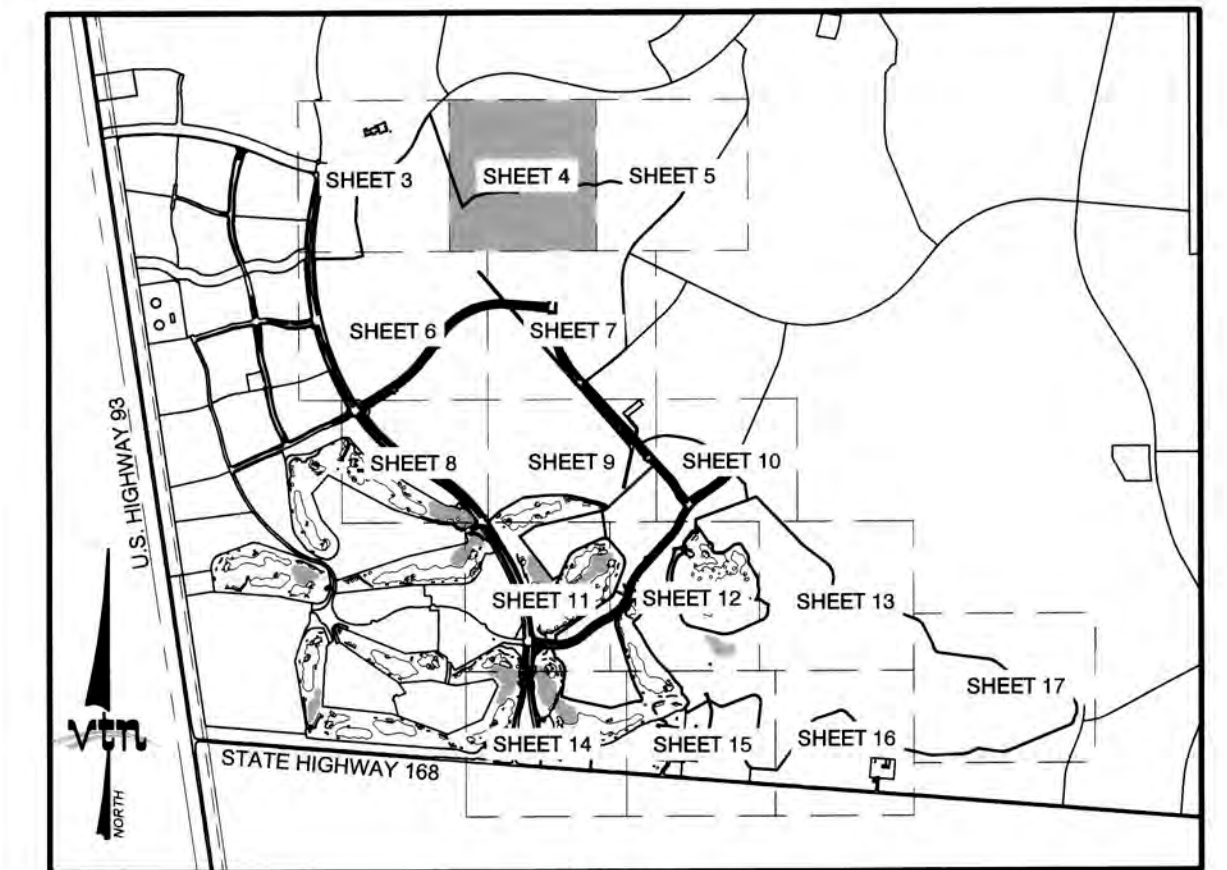 SHEET 3
SHEET 4
SHEET 5
SHEET 6
SHEET 7
SHEET 8
SHEET 9
SHEET 10
U.S. HIGHWAY 93
SHEET 11
SHEET 12
SHEET 13
SHEET 17
SHEET 14
SHEET 15
SHEET 16
STATE HIGHWAY 168
vtn
NORTH